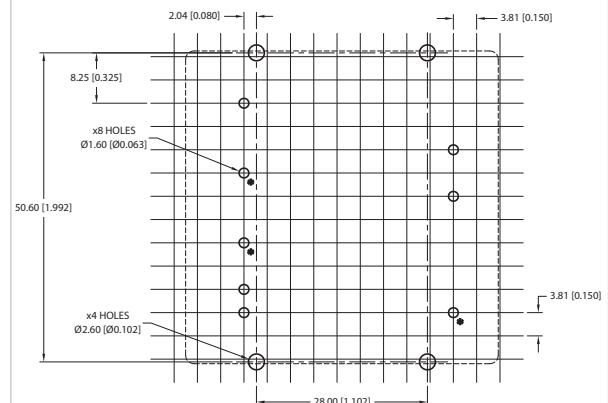 2.04 [0.080]
3.81 [0.150]
8.25 [0.325]
x8 HOLES
Ø1.60 [Ø0.063]
50.60 [1.992]
3.81 [0.150]
x4 HOLES
Ø2.60 [Ø0.102]
28.00 [1.102]